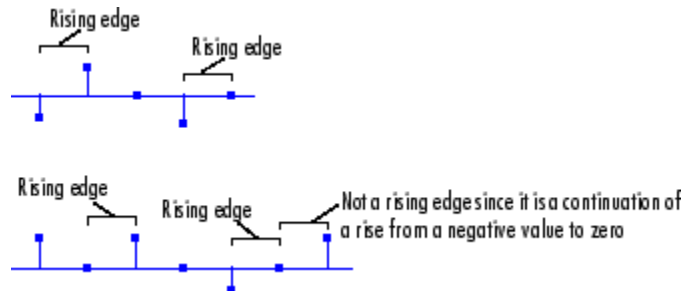 Rising edge
Rising edge
Rising edge
Rising edge
Not a rising edge since it is a continuation of
a rise from a negative value to zero